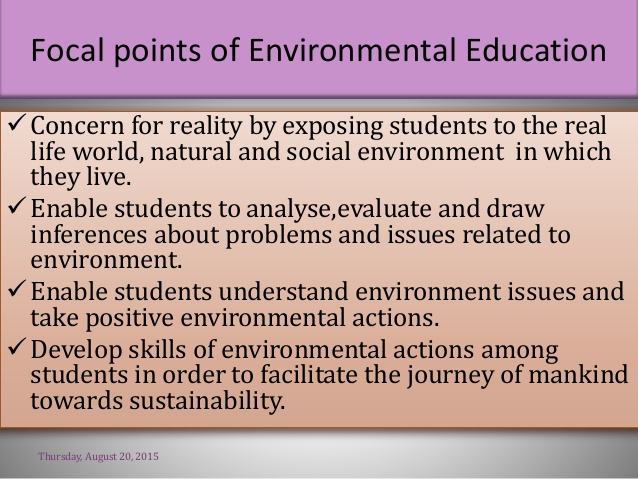 Focal points of Environmental Education
✓Concern for reality by exposing students to the real
life world, natural and social environment in which
they live.
✓Enable students to analyse,evaluate and draw
inferences about problems and issues related to
environment.
✓Enable students understand environment issues and
take positive environmental actions.
✓Develop skills of environmental actions among
students in order to facilitate the journey of mankind
towards sustainability.
Thursday, August 20, 2015